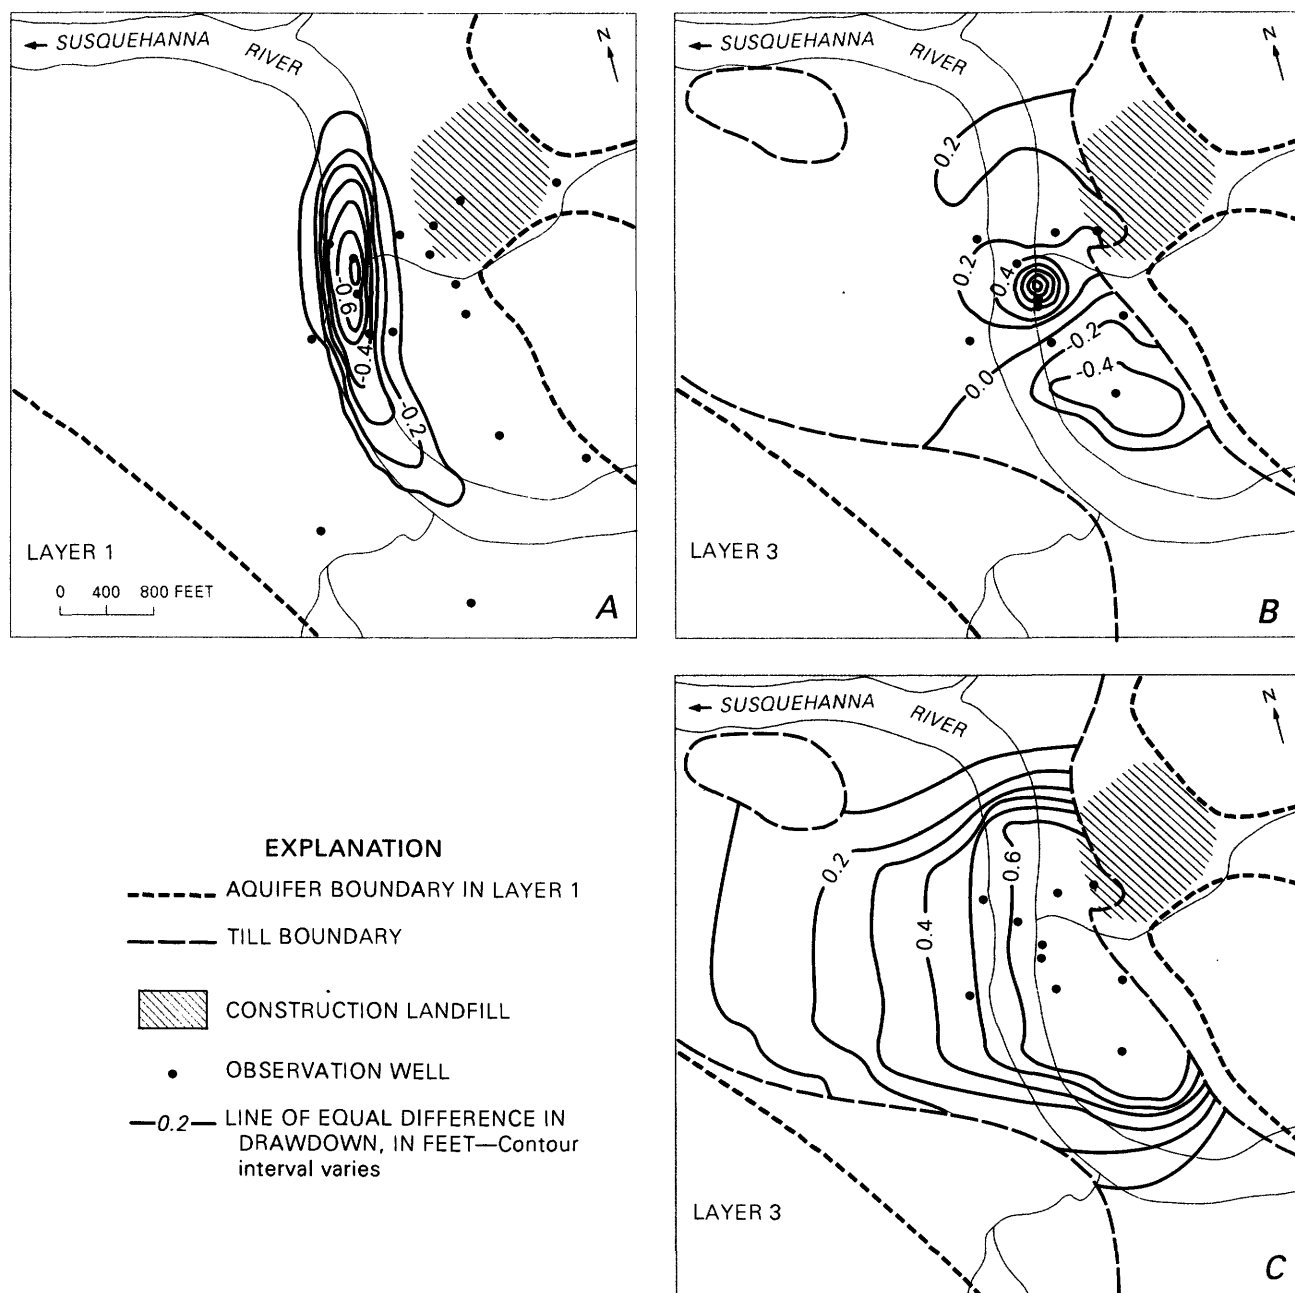 SUSQUEHANNA
RIVER
N
-0.6
-0.4
-0.2
LAYER 1
0 400 800 FEET
A
SUSQUEHANNA
RIVER
N
0.2
0.2
0.4
0.0
-0.2
-0.4
LAYER 3
B
SUSQUEHANNA
RIVER
N
0.2
0.4
0.6
LAYER 3
C
EXPLANATION
AQUIFER BOUNDARY IN LAYER 1
TILL BOUNDARY
CONSTRUCTION LANDFILL
OBSERVATION WELL
0.2 LINE OF EQUAL DIFFERENCE IN
DRAWDOWN, IN FEET—Contour
interval varies